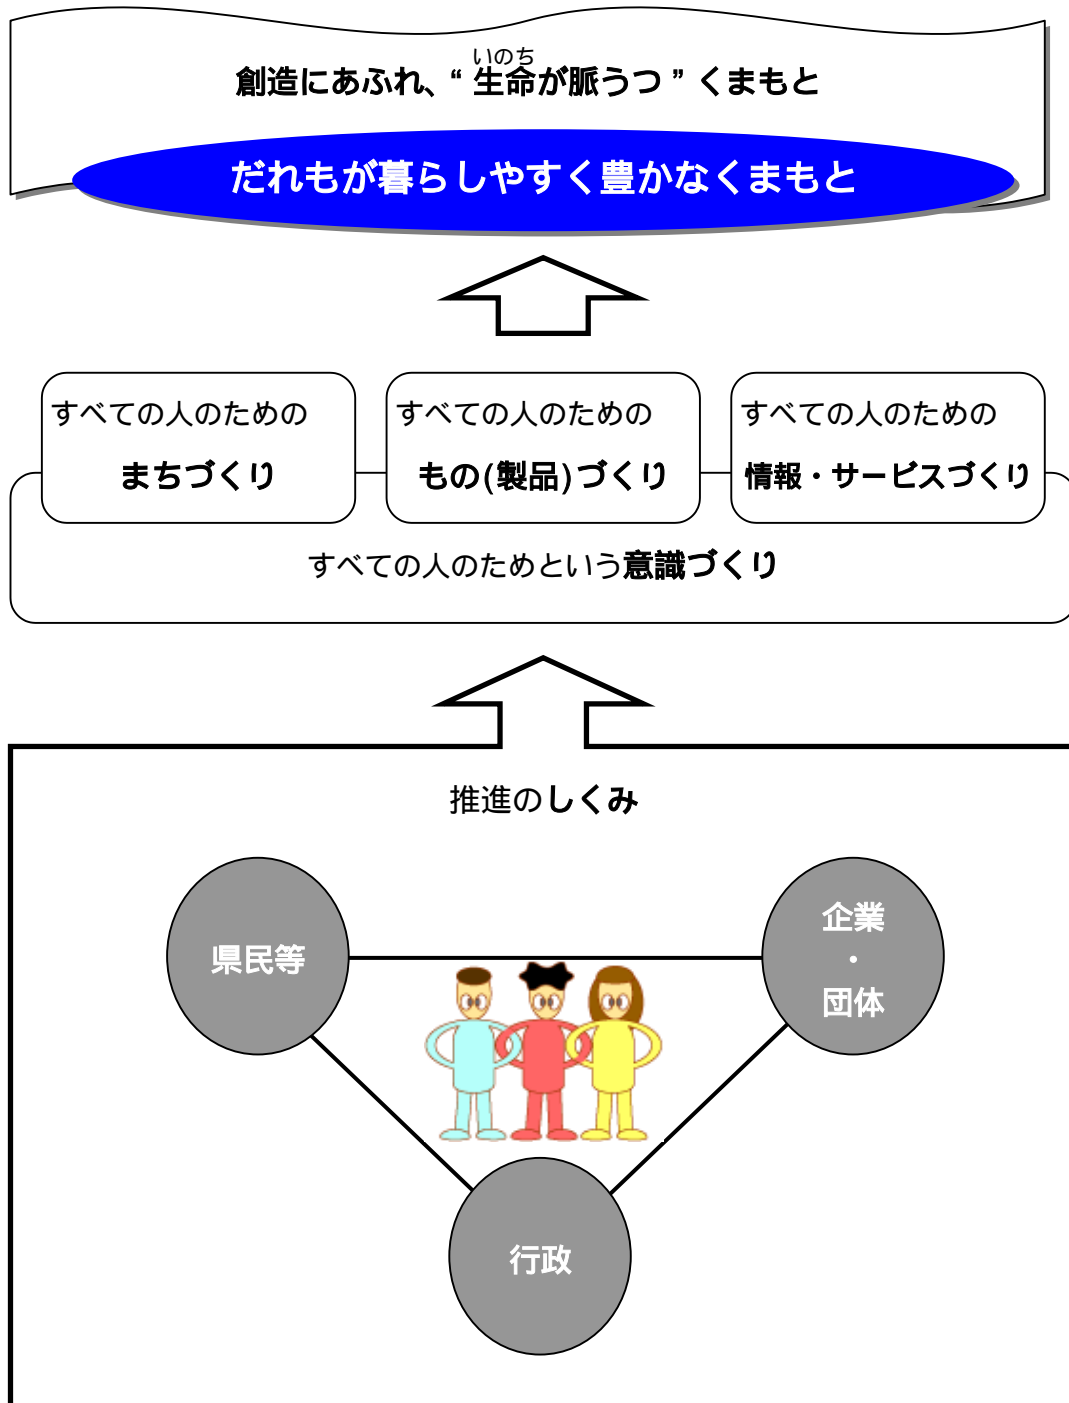 いのち
創造にあふれ、“生命が脈うつ”くまもと
だれもが暮らしやすく豊かなくまもと
すべての人のための
まちづくり
すべての人のための
もの(製品)づくり
すべての人のための
情報・サービスづくり
すべての人のためという意識づくり
推進のしくみ
県民等
企業
・
団体
行政